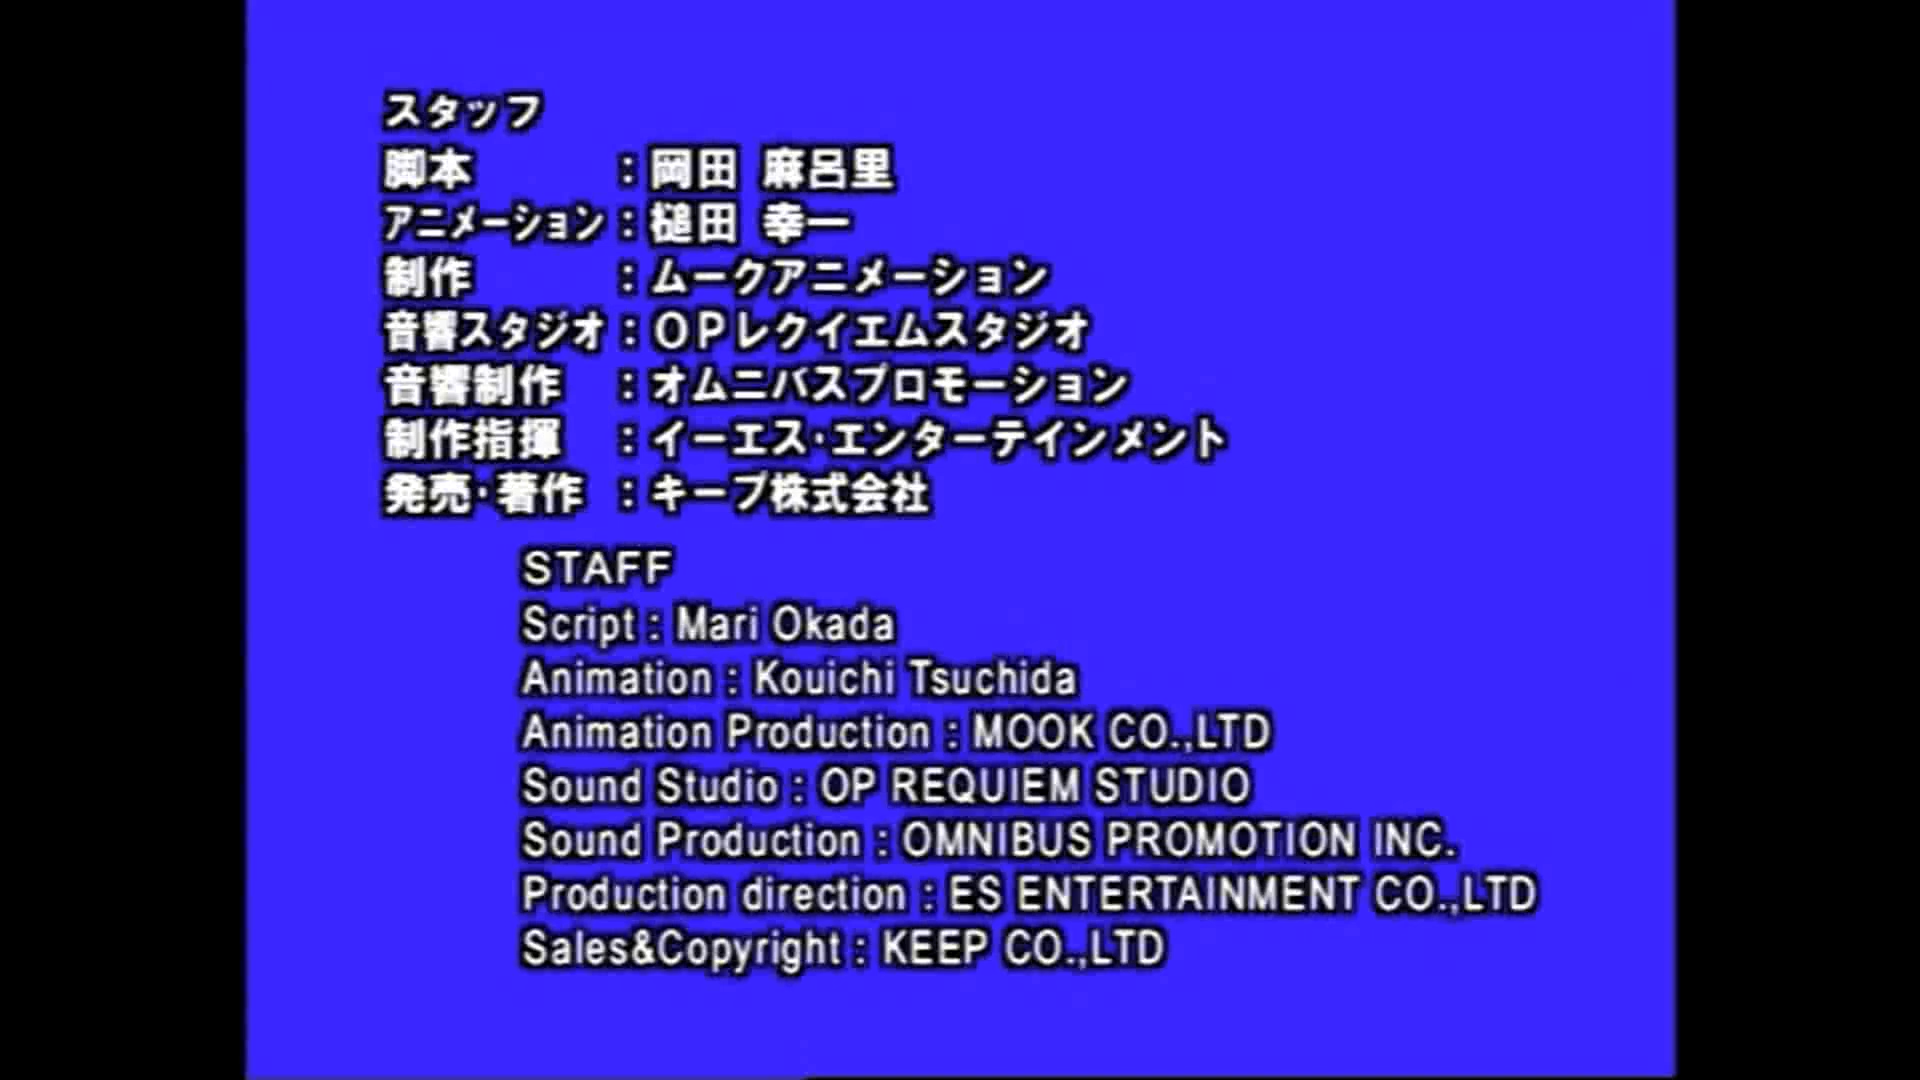 スタッフ
脚本 : 岡田 麻呂里
アニメーション : 槌田 幸一
制作 : ムークアニメーション
音響スタジオ : OPレクイエムスタジオ
音響制作 : オムニバスプロモーション
制作指揮 : イーエス・エンターテインメント
発売・著作 : キープ株式会社
STAFF
Script : Mari Okada
Animation : Kouichi Tsuchida
Animation Production : MOOK CO.,LTD
Sound Studio : OP REQUIEM STUDIO
Sound Production : OMNIBUS PROMOTION INC.
Production direction : ES ENTERTAINMENT CO.,LTD
Sales&Copyright : KEEP CO.,LTD